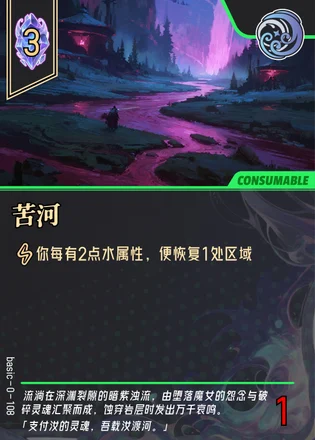 3
CONSUMABLE
苦河
你每有2点水属性，便恢复1处区域
basic-0-108
流淌在深渊裂隙的暗紫浊流，由堕落魔女的怨念与破
碎灵魂汇聚而成，蚀穿岩层时发出万千哀鸣。
「支付汝的灵魂，吾载汝渡河。」
1